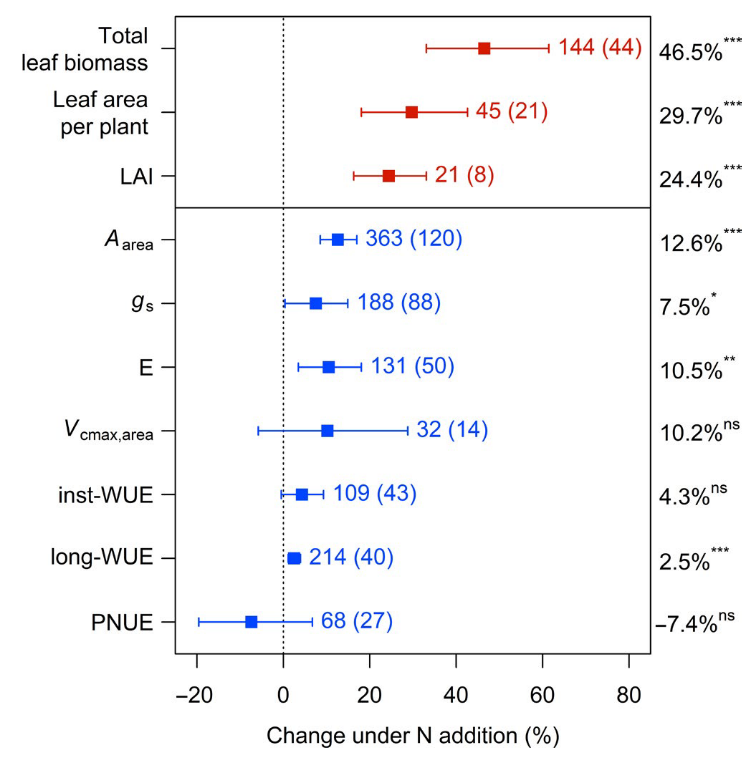 Total
leaf biomass 144 (44) 46.5%***
Leaf area
per plant 45 (21) 29.7%***
LAI 21 (8) 24.4%***
Aarea 363 (120) 12.6%***
gs 188 (88) 7.5%*
E 131 (50) 10.5%**
Vcmax,area 32 (14) 10.2%ns
inst-WUE 109 (43) 4.3%ns
long-WUE 214 (40) 2.5%***
PNUE 68 (27) −7.4%ns
−20 0 20 40 60 80
Change under N addition (%)